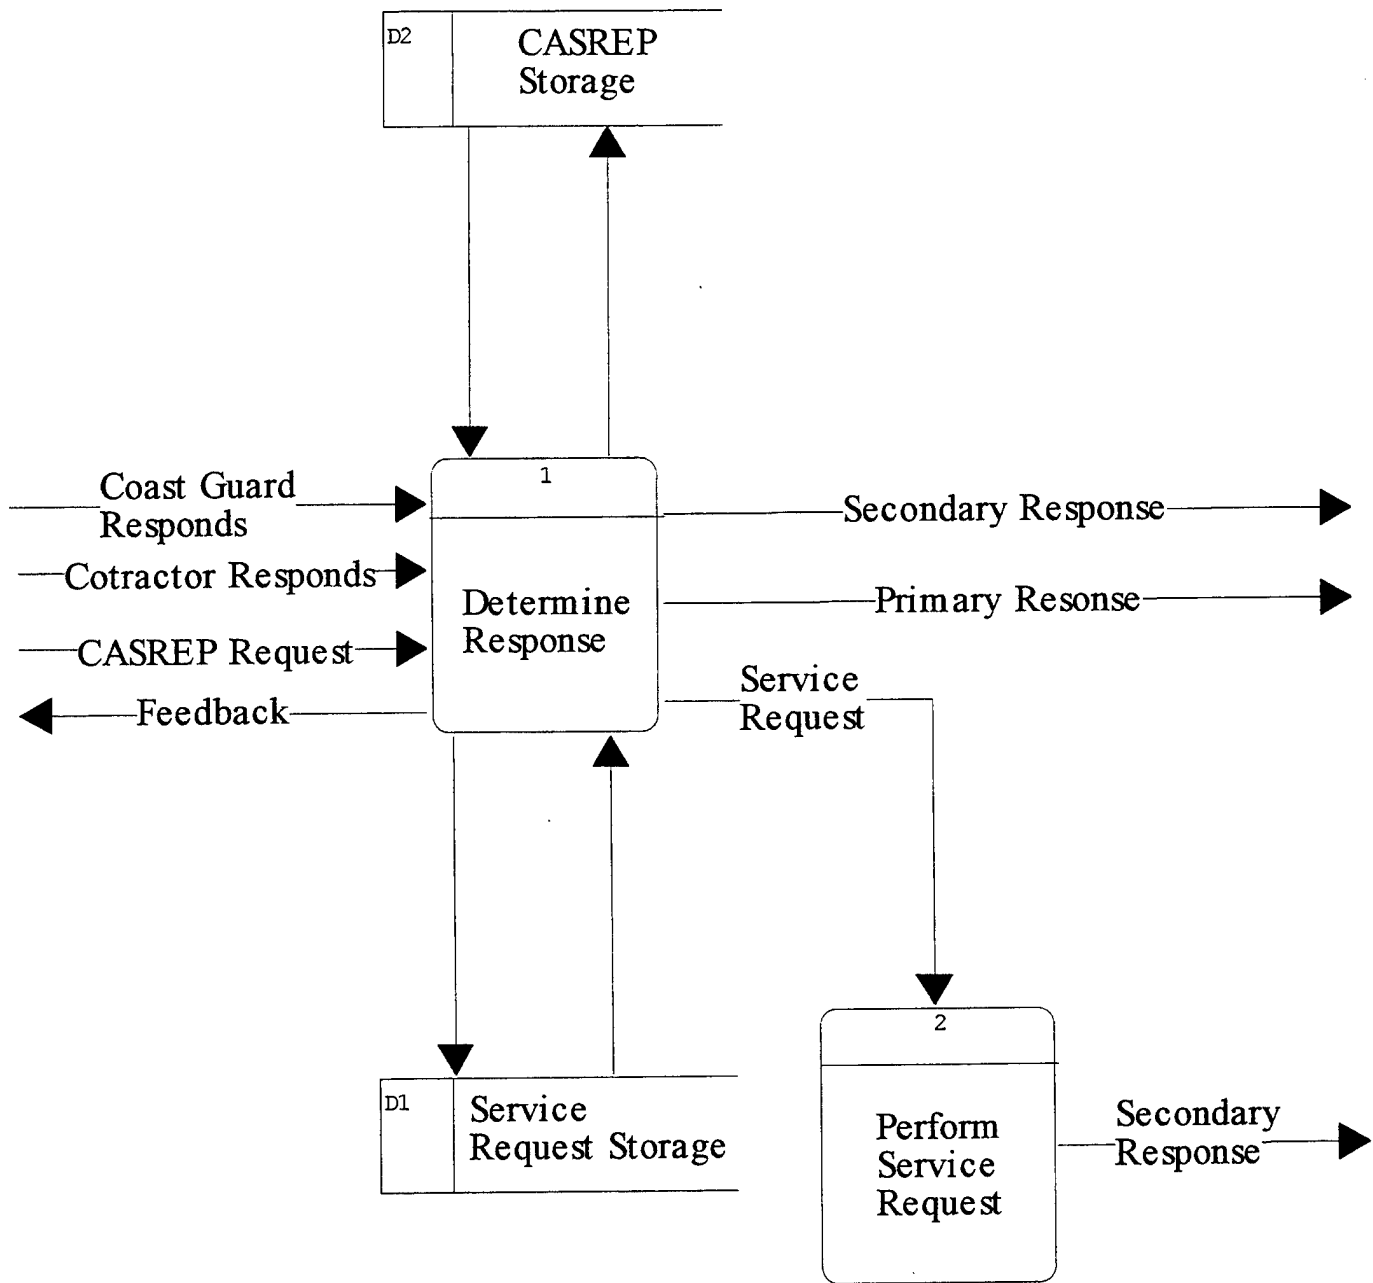 D2
CASREP
Storage
1
Coast Guard
Responds
Cotractor Responds
CASREP Request
Feedback
Determine
Response
Secondary Response
Primary Resonse
Service
Request
D1
Service
Request Storage
2
Perform
Service
Request
Secondary
Response